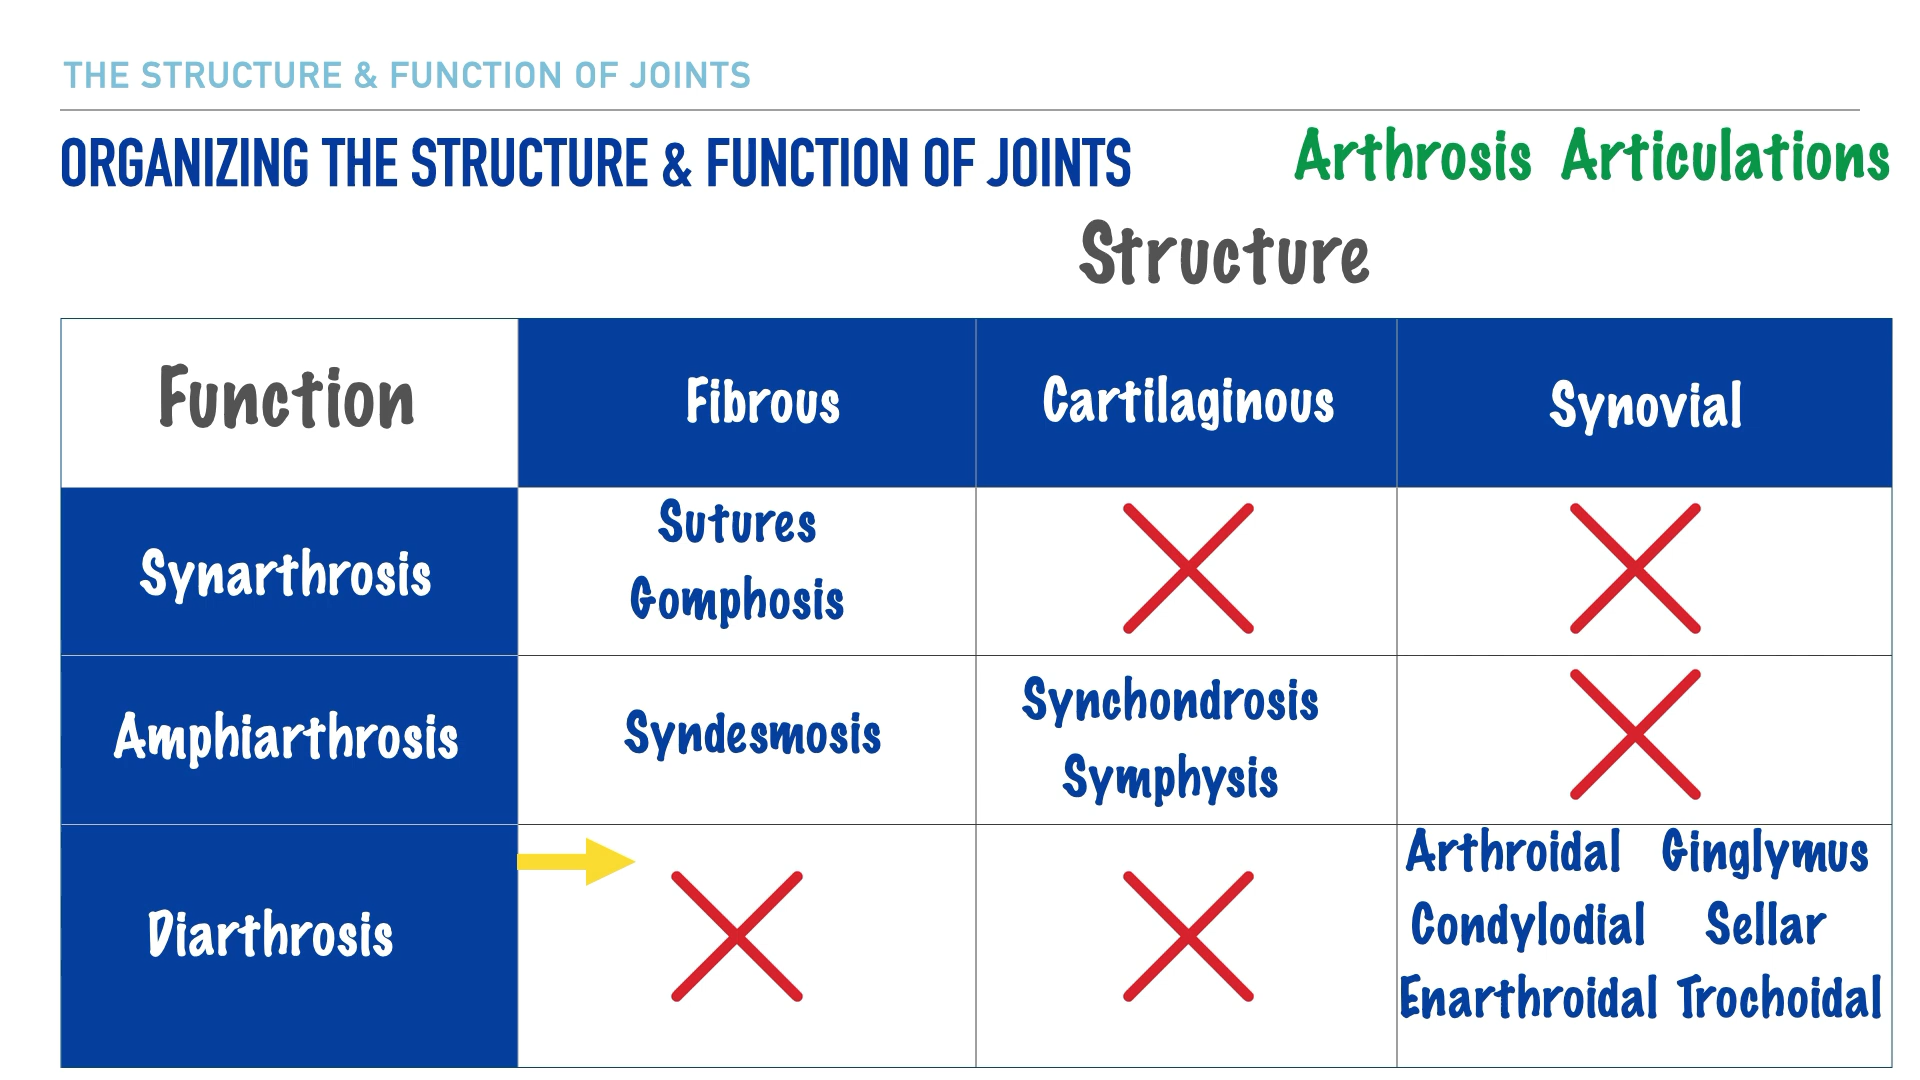 THE STRUCTURE & FUNCTION OF JOINTS
ORGANIZING THE STRUCTURE & FUNCTION OF JOINTS
Arthrosis Articulations
Structure
Function
Fibrous
Cartilaginous
Synovial
Synarthrosis
Sutures
Gomphosis
Amphiarthrosis
Syndesmosis
Synchondrosis
Symphysis
Diarthrosis
Arthroidal Ginglymus
Condylodial Sellar
Enarthroidal Trochoidal